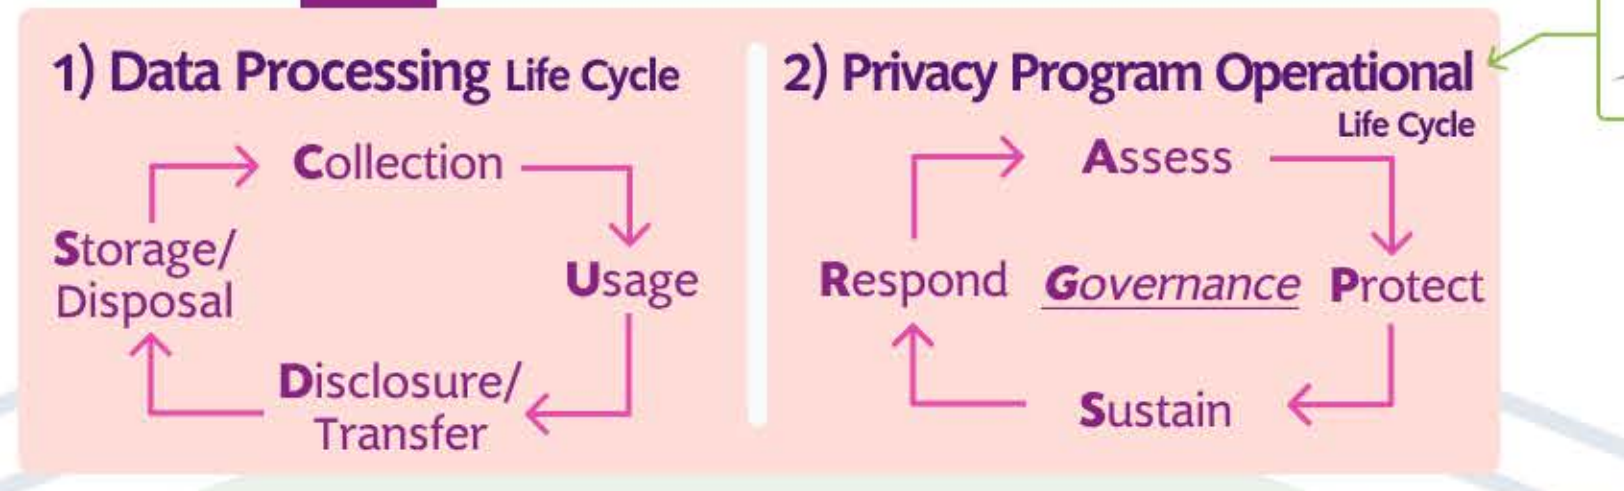 1) Data Processing Life Cycle
Collection
Usage
Disclosure/
Transfer
Storage/
Disposal
2) Privacy Program Operational
Life Cycle
Assess
Protect
Sustain
Respond
Governance